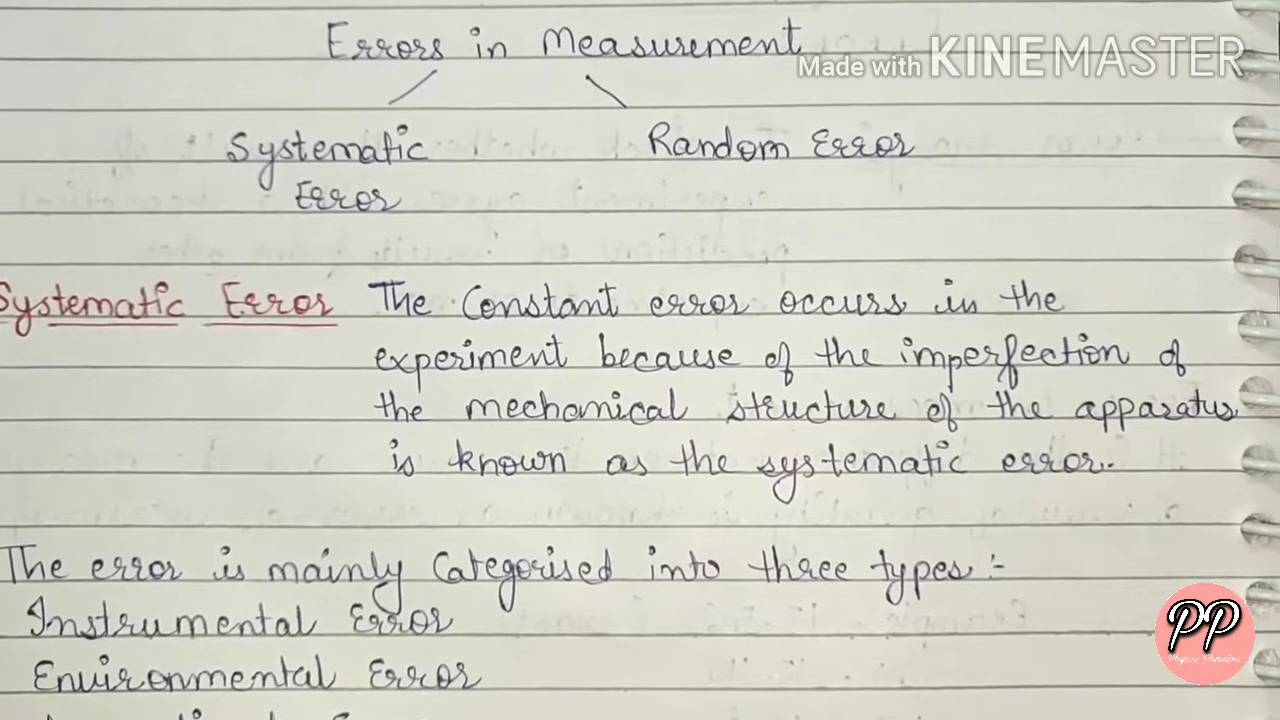 Errors in Measurement
Made with KINEMASTER
Systematic Error
Random Error
Systematic Error The Constant error occurs in the
experiment because of the imperfection of
the mechanical structure of the apparatus
is known as the systematic error.
The error is mainly Categorised into three types :-
Instrumental Error
Environmental Error
PP